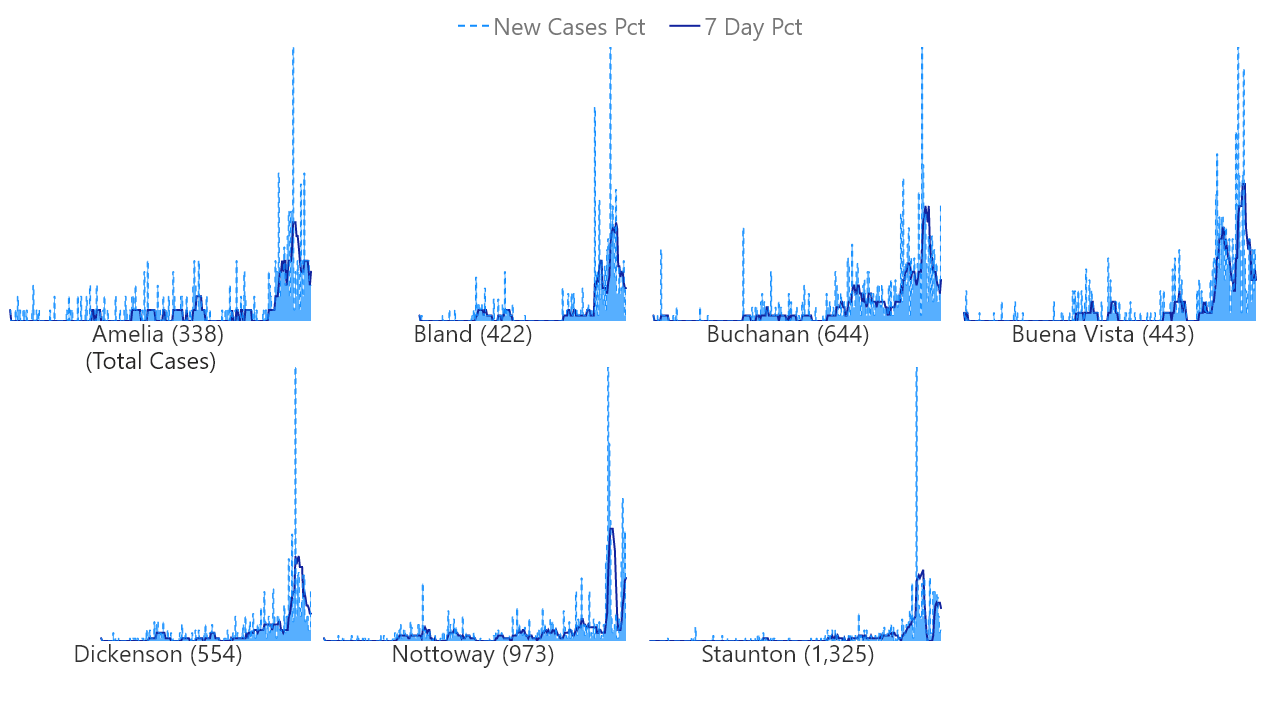 New Cases Pct 7 Day Pct
Amelia (338) Bland (422) Buchanan (644) Buena Vista (443)
(Total Cases)
Dickenson (554) Nottoway (973) Staunton (1,325)